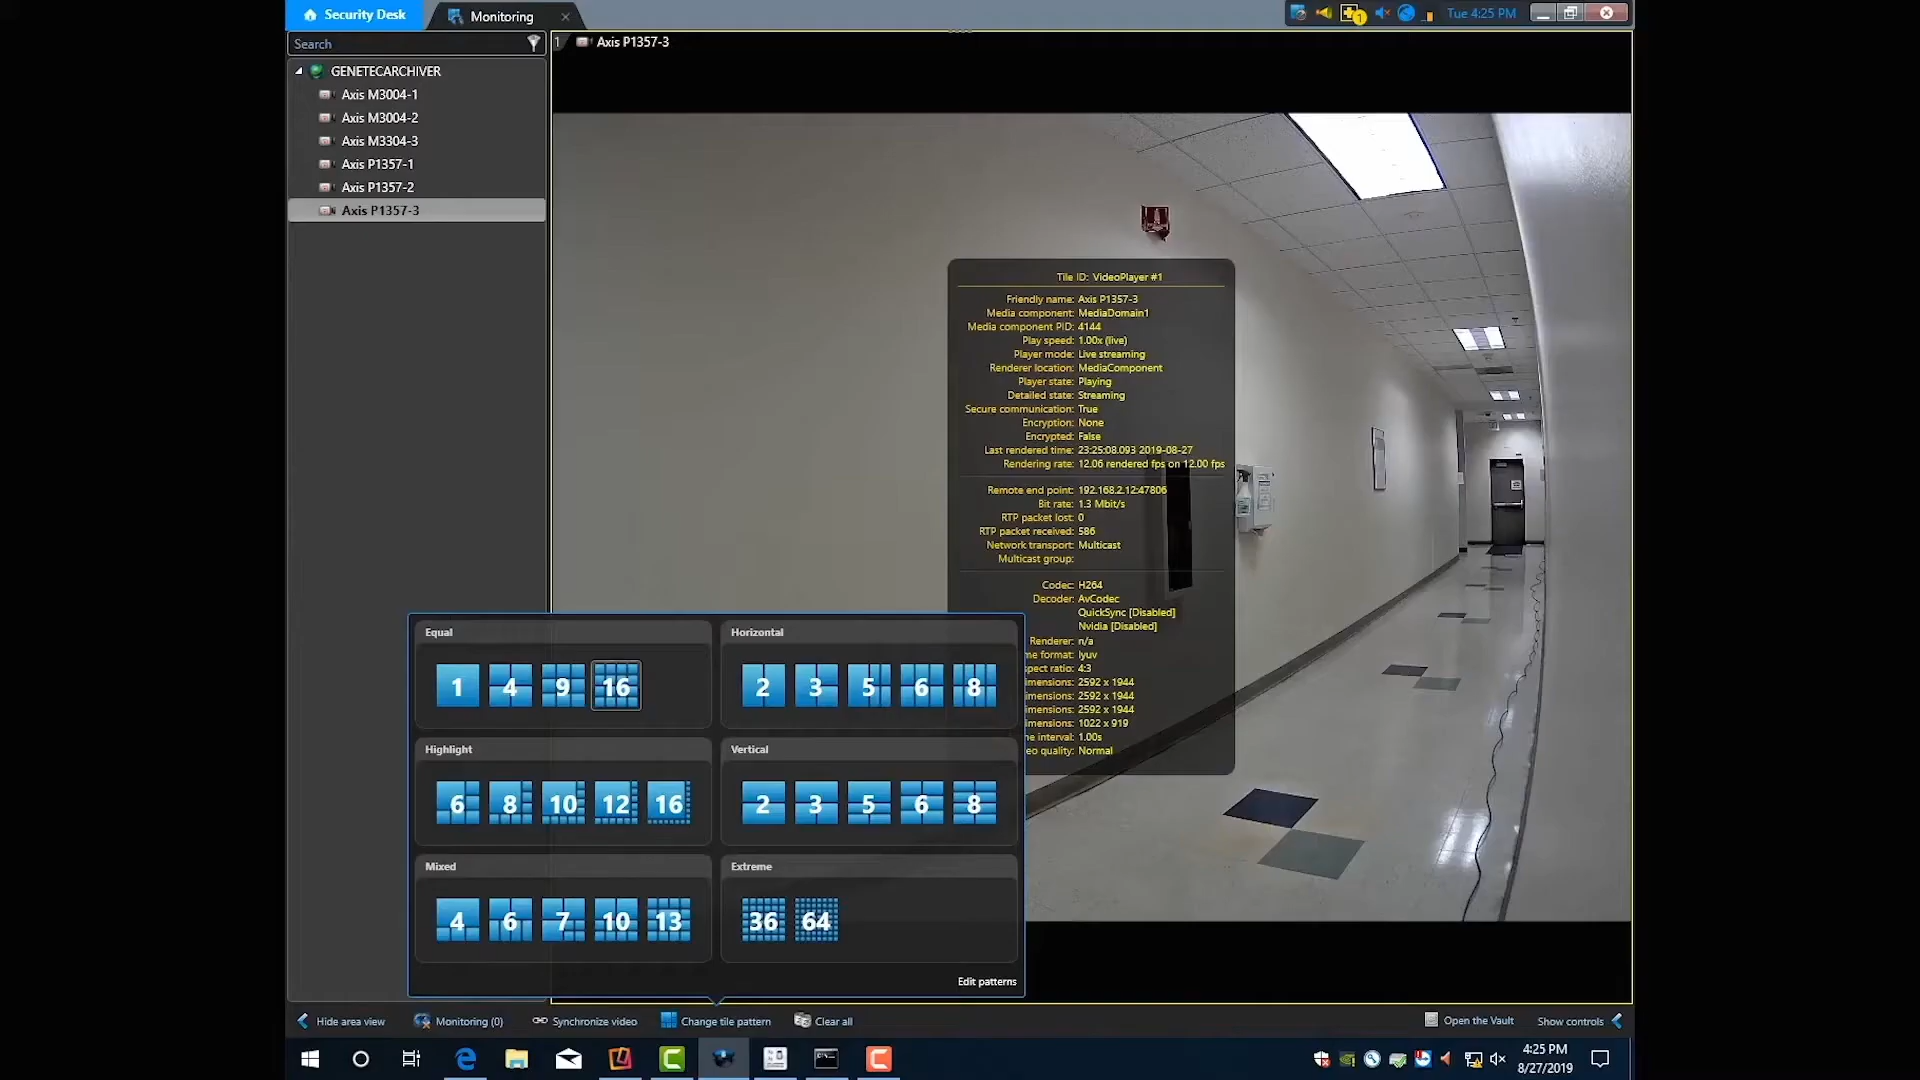 Security Desk
Monitoring
1
Tue 4:25 PM
Search
1
Axis P1357-3
GENETECARCHIVER
Axis M3004-1
Axis M3004-2
Axis M3304-3
Axis P1357-1
Axis P1357-2
Axis P1357-3
Tile ID: VideoPlayer #1
Friendly name: Axis P1357-3
Media component: MediaDomain1
Media component PID: 4144
Play speed: 1.00x (live)
Player mode: Live streaming
Renderer location: MediaComponent
Player state: Playing
Detailed state: Streaming
Secure communication: True
Encryption: None
Encrypted: False
Last rendered time: 23:25:08.093 2019-08-27
Rendering rate: 12.06 rendered fps on 12.00 fps
Remote end point: 192.168.2.12:47806
Bit rate: 1.3 Mbit/s
RTP packet lost: 0
RTP packet received: 586
Network transport: Multicast
Multicast group:
Codec: H264
Decoder: AvCodec
QuickSync [Disabled]
Nvidia [Disabled]
Renderer: n/a
me format: Iyuv
spect ratio: 4:3
imensions: 2592 x 1944
imensions: 2592 x 1944
imensions: 2592 x 1944
imensions: 1022 x 919
ne interval: 1.00s
eo quality: Normal
Equal
1 4 9 16
Horizontal
2 3 5 6 8
Highlight
6 8 10 12 16
Vertical
2 3 5 6 8
Mixed
4 6 7 10 13
Extreme
36 64
Edit patterns
Hide area view
Monitoring (0)
Synchronize video
Change tile pattern
Clear all
Open the Vault
Show controls
4:25 PM
8/27/2019